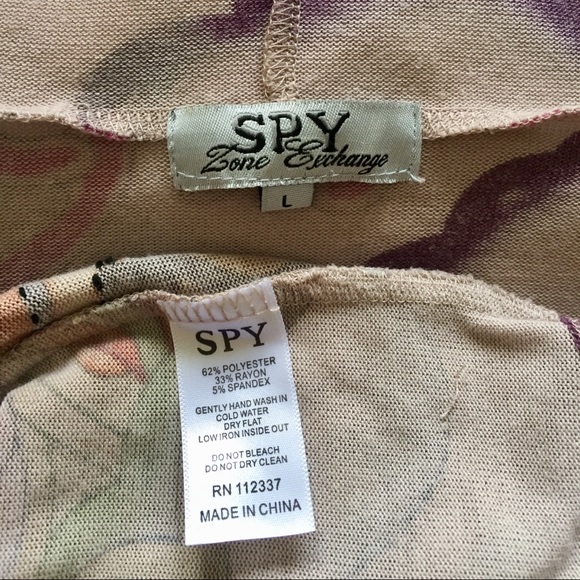 SPY
Zone Exchange
L
SPY
62% POLYESTER
33% RAYON
5% SPANDEX
GENTLY HAND WASH IN
COLD WATER
DRY FLAT
LOW IRON INSIDE OUT
DO NOT BLEACH
DO NOT DRY CLEAN
RN 112337
MADE IN CHINA